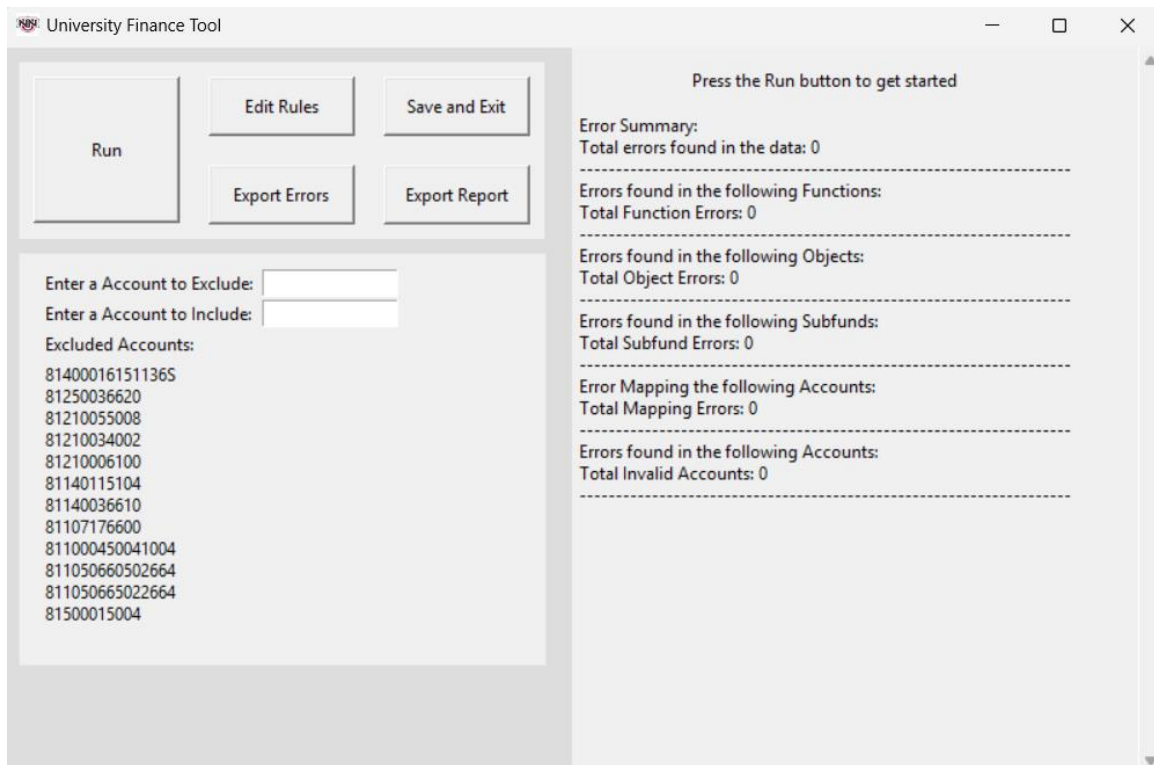 University Finance Tool
Run
Edit Rules
Save and Exit
Export Errors
Export Report
Enter a Account to Exclude:
Enter a Account to Include:
Excluded Accounts:
81400016151136S
81250036620
81210055008
81210034002
81210006100
81140115104
81140036610
81107176600
811000450041004
811050660502664
811050665022664
81500015004
Press the Run button to get started
Error Summary:
Total errors found in the data: 0
--------------------------------------------------------------------------------
Errors found in the following Functions:
Total Function Errors: 0
--------------------------------------------------------------------------------
Errors found in the following Objects:
Total Object Errors: 0
--------------------------------------------------------------------------------
Errors found in the following Subfunds:
Total Subfund Errors: 0
--------------------------------------------------------------------------------
Error Mapping the following Accounts:
Total Mapping Errors: 0
--------------------------------------------------------------------------------
Errors found in the following Accounts:
Total Invalid Accounts: 0
--------------------------------------------------------------------------------